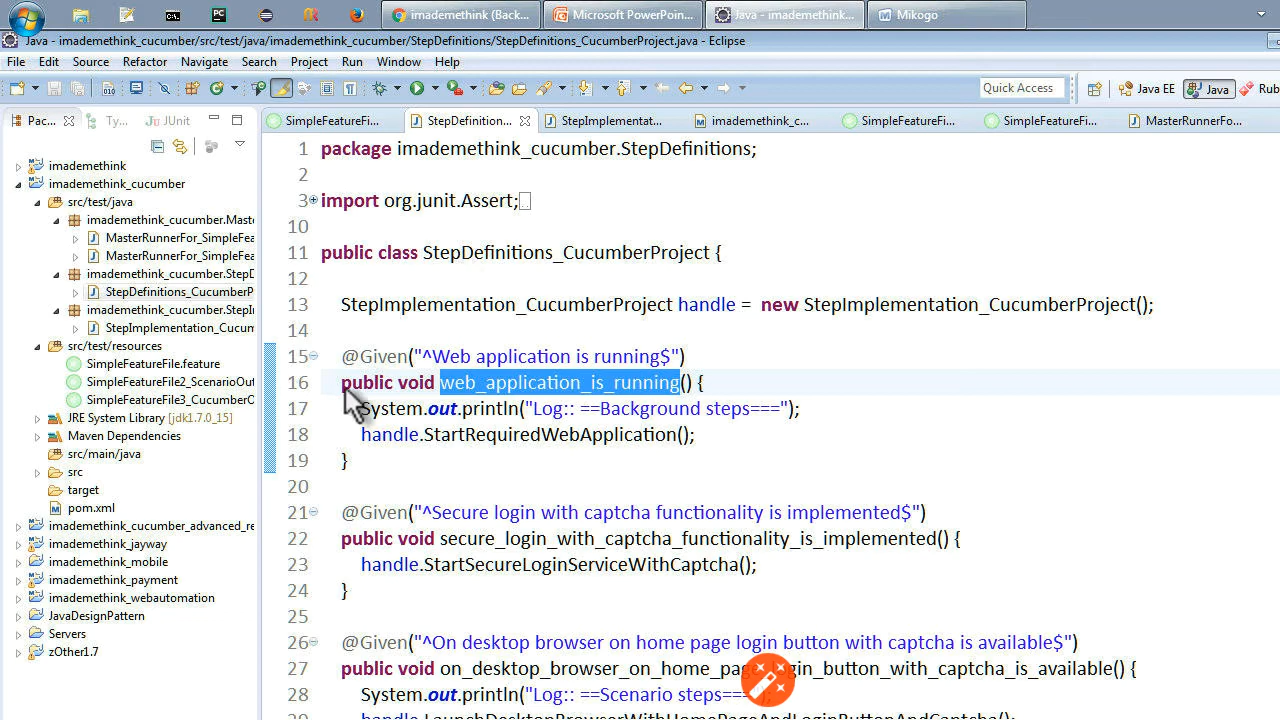 imademethink (Back...
Microsoft PowerPoin...
Java - imademethink...
Mikogo
Java - imademethink_cucumber/src/test/java/imademethink_cucumber/StepDefinitions/StepDefinitions_CucumberProject.java - Eclipse
File Edit Source Refactor Navigate Search Project Run Window Help
Quick Access
Java EE
Java
Rub
Pac...
Ty...
JUnit
SimpleFeatureFi...
StepDefinition...
StepImplementat...
imademethink_c...
SimpleFeatureFi...
SimpleFeatureFi...
MasterRunnerFo...
imademethink
imademethink_cucumber
src/test/java
imademethink_cucumber.Mast
MasterRunnerFor_SimpleFea
MasterRunnerFor_SimpleFea
imademethink_cucumber.StepD
StepDefinitions_CucumberP
imademethink_cucumber.StepI
StepImplementation_Cucum
src/test/resources
SimpleFeatureFile.feature
SimpleFeatureFile2_ScenarioOut
SimpleFeatureFile3_CucumberO
JRE System Library [jdk1.7.0_15]
Maven Dependencies
src/main/java
src
target
pom.xml
imademethink_cucumber_advanced_re
imademethink_jayway
imademethink_mobile
imademethink_payment
imademethink_webautomation
JavaDesignPattern
Servers
zOther1.7
1 package imademethink_cucumber.StepDefinitions;
2
3 import org.junit.Assert;
10
11 public class StepDefinitions_CucumberProject {
12
13 StepImplementation_CucumberProject handle = new StepImplementation_CucumberProject();
14
15 @Given("^Web application is running$")
16 public void web_application_is_running() {
17 System.out.println("Log:: ==Background steps===");
18 handle.StartRequiredWebApplication();
19 }
20
21 @Given("^Secure login with captcha functionality is implemented$")
22 public void secure_login_with_captcha_functionality_is_implemented() {
23 handle.StartSecureLoginServiceWithCaptcha();
24 }
25
26 @Given("^On desktop browser on home page login button with captcha is available$")
27 public void on_desktop_browser_on_home_page_login_button_with_captcha_is_available() {
28 System.out.println("Log:: ==Scenario steps==
29 handle.LaunchDesktopBrowserWithHomePageAndLoginButtonAndCaptcha();